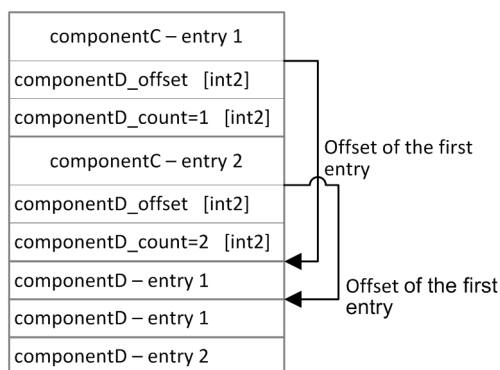 componentC – entry 1
componentD_offset [int2]
componentD_count=1 [int2]
componentC – entry 2
componentD_offset [int2]
componentD_count=2 [int2]
componentD – entry 1
componentD – entry 1
componentD – entry 2
Offset of the first
entry
Offset of the first
entry